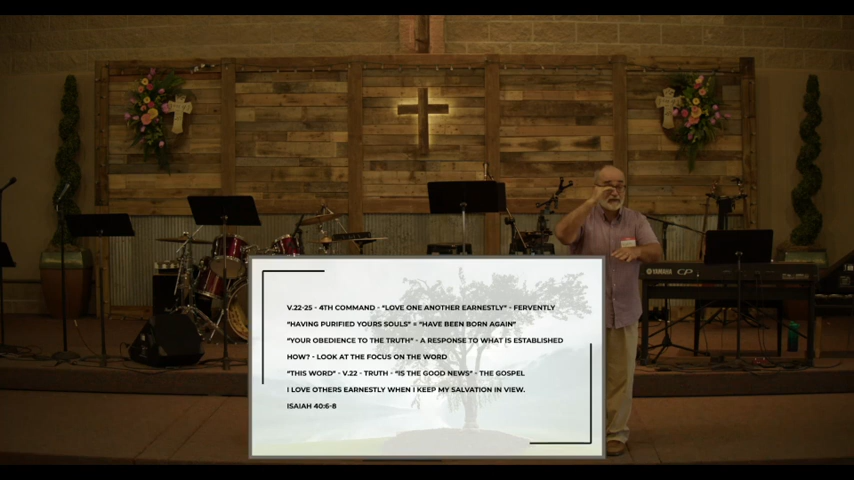 V.22-25 - 4TH COMMAND - "LOVE ONE ANOTHER EARNESTLY" - FERVENTLY
"HAVING PURIFIED YOURS SOULS" = "HAVE BEEN BORN AGAIN"
"YOUR OBEDIENCE TO THE TRUTH" - A RESPONSE TO WHAT IS ESTABLISHED
HOW? - LOOK AT THE FOCUS ON THE WORD
"THIS WORD" - V.22 - TRUTH - "IS THE GOOD NEWS" - THE GOSPEL
I LOVE OTHERS EARNESTLY WHEN I KEEP MY SALVATION IN VIEW.
ISAIAH 40:6-8
YAMAHA CP